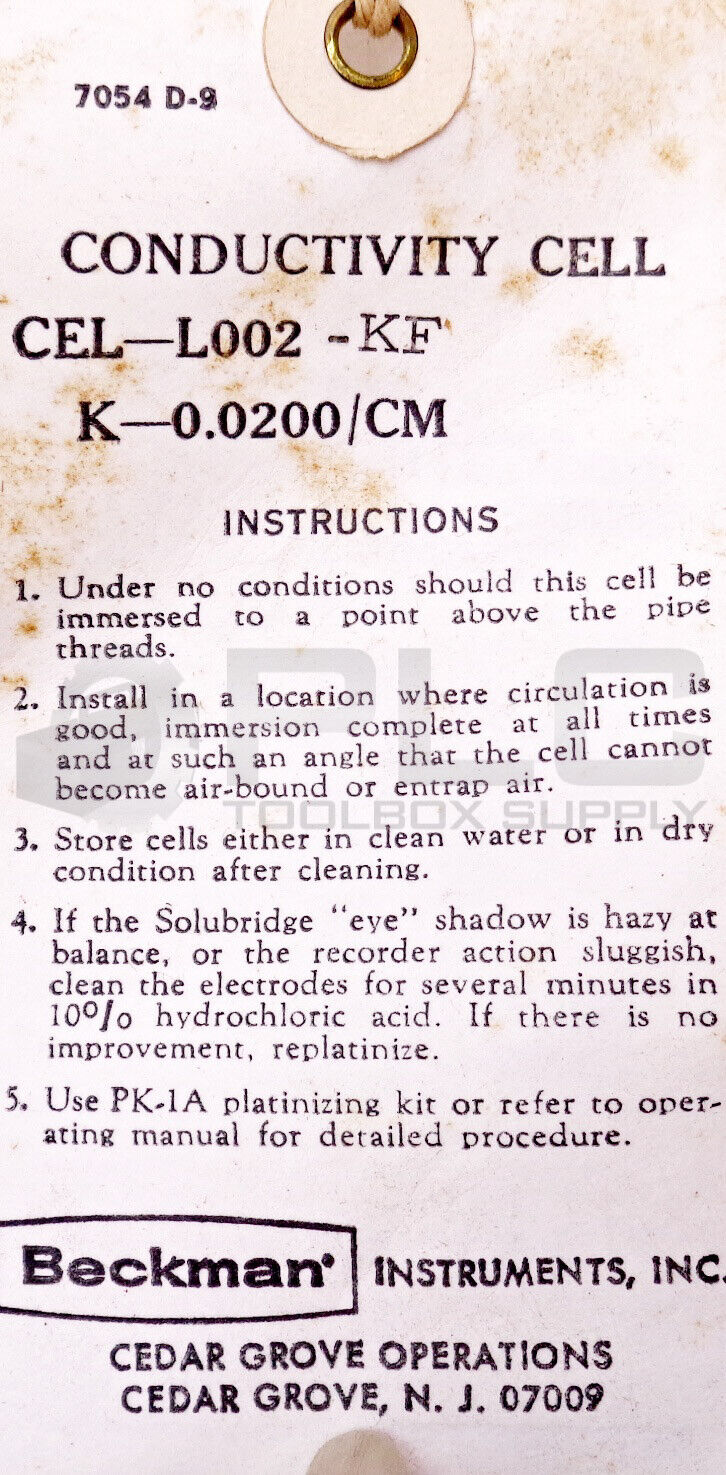 7054 D-9
CONDUCTIVITY CELL
CEL—L002 -KF
K—0.0200/CM
INSTRUCTIONS
1. Under no conditions should this cell be
immersed to a point above the pipe
threads.
2. Install in a location where circulation is
good, immersion complete at all times
and at such an angle that the cell cannot
become air-bound or entrap air.
PLC
TOOLBOX SUPPLY
3. Store cells either in clean water or in dry
condition after cleaning.
4. If the Solubridge "eye" shadow is hazy at
balance, or the recorder action sluggish,
clean the electrodes for several minutes in
10% hydrochloric acid. If there is no
improvement, replatinize.
5. Use PK-1A platinizing kit or refer to oper-
ating manual for detailed procedure.
Beckman® INSTRUMENTS, INC.
CEDAR GROVE OPERATIONS
CEDAR GROVE, N. J. 07009